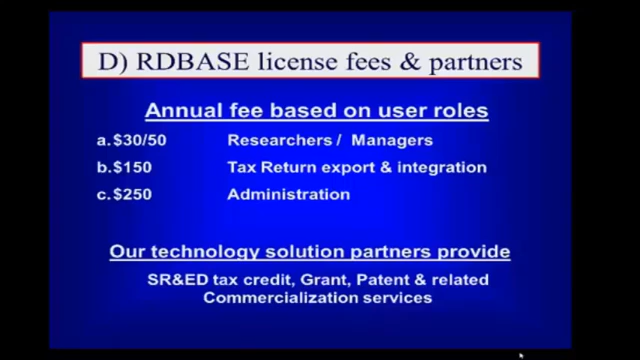 D) RDBASE license fees & partners
Annual fee based on user roles
a. $30/50 Researchers / Managers
b. $150 Tax Return export & integration
c. $250 Administration
Our technology solution partners provide
SR&ED tax credit, Grant, Patent & related
Commercialization services